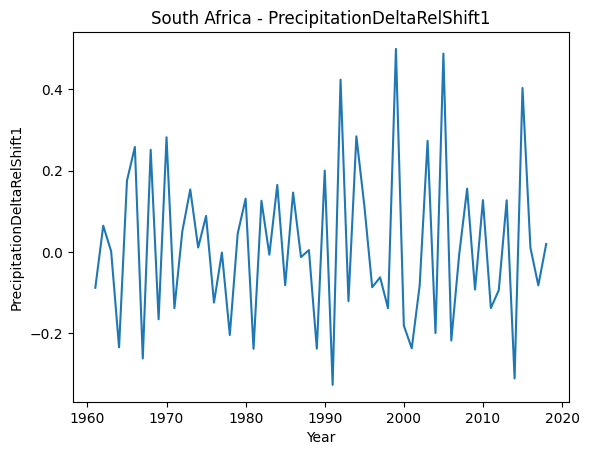 South Africa - PrecipitationDeltaRelShift1
PrecipitationDeltaRelShift1
0.4
0.2
0.0
−0.2
1960 1970 1980 1990 2000 2010 2020
Year